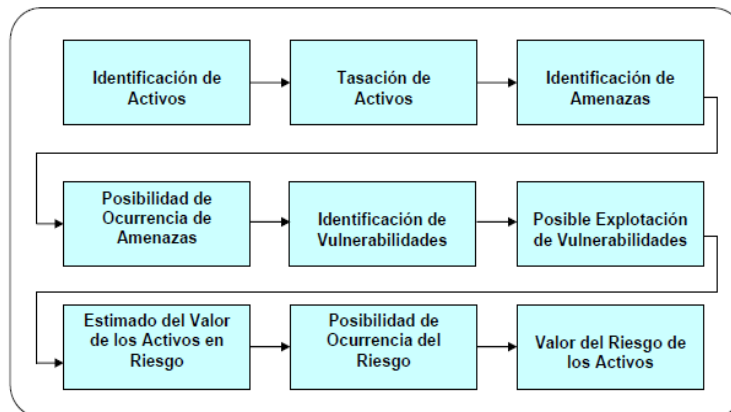 Identificación de
Activos
Tasación de
Activos
Identificación de
Amenazas
Posibilidad de
Ocurrencia de
Amenazas
Identificación de
Vulnerabilidades
Posible Explotación
de Vulnerabilidades
Estimado del Valor
de los Activos en
Riesgo
Posibilidad de
Ocurrencia del
Riesgo
Valor del Riesgo de
los Activos